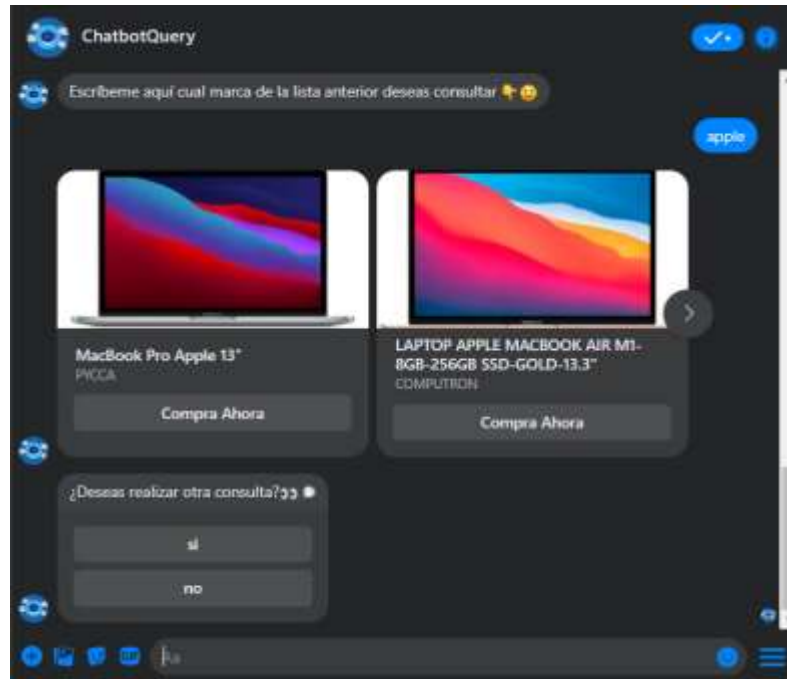 ChatbotQuery
Escríbeme aquí cual marca de la lista anterior deseas consultar 👇😊
apple
MacBook Pro Apple 13"
PYCCA
Compra Ahora
LAPTOP APPLE MACBOOK AIR M1-
8GB-256GB SSD-GOLD-13.3"
COMPUTRON
Compra Ahora
¿Deseas realizar otra consulta?
si
no
GIF
Aa